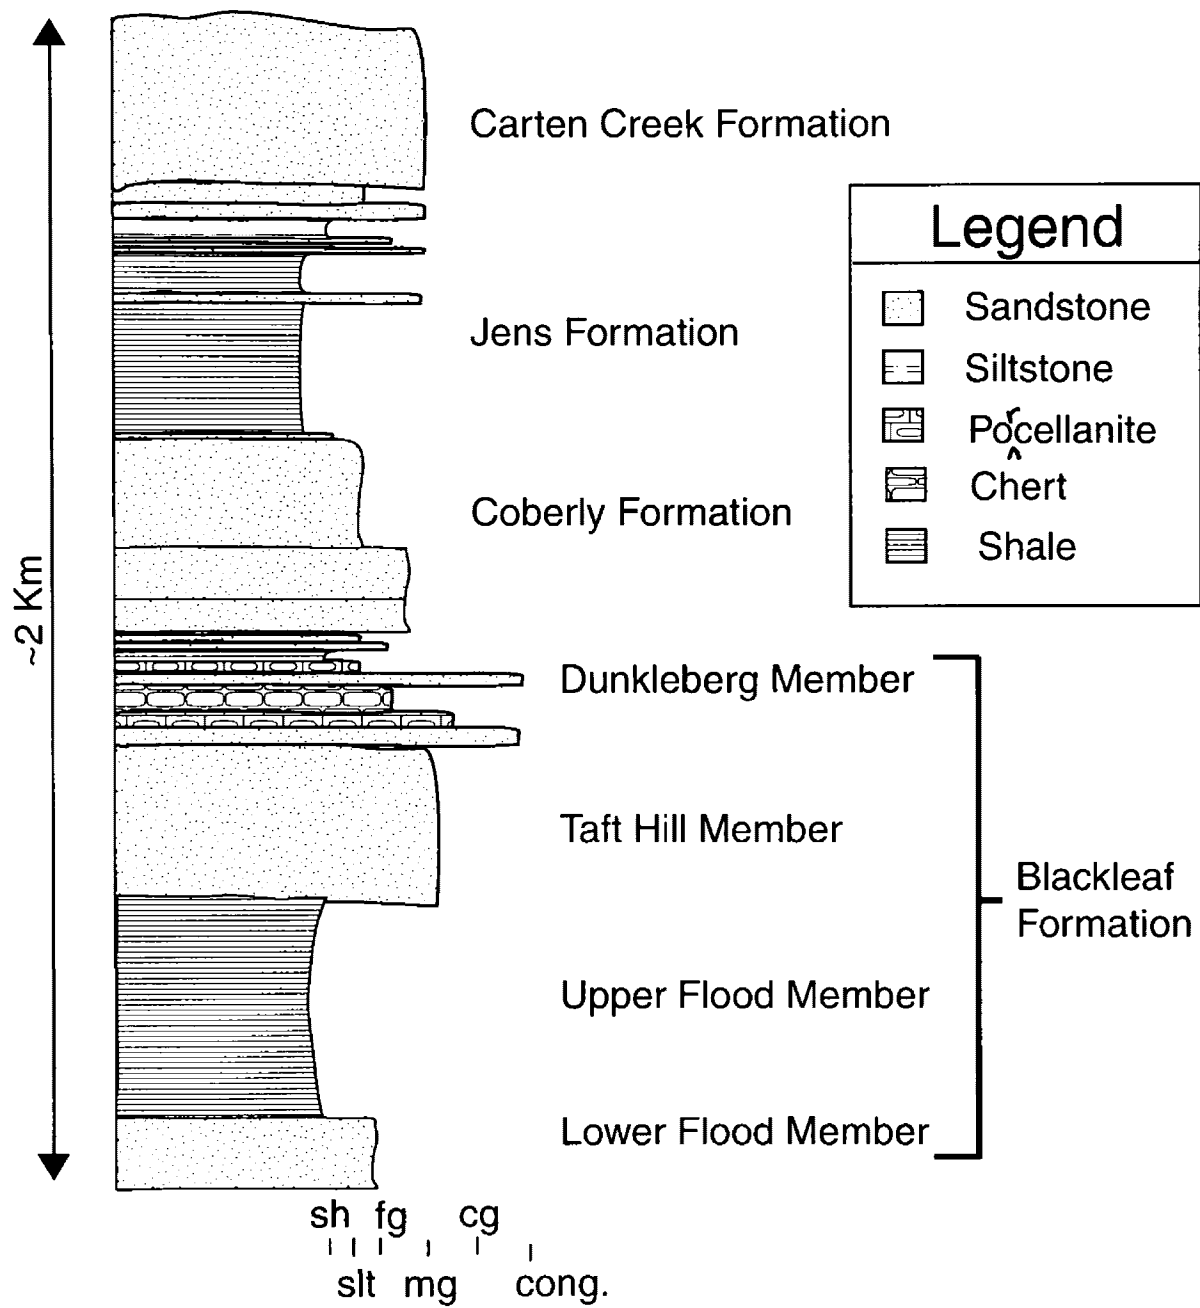 Carten Creek Formation
Legend
Sandstone
Jens Formation
Siltstone
Porcellanite
Chert
Coberly Formation
Shale
~2 Km
Dunkleberg Member
Taft Hill Member
Blackleaf
Formation
Upper Flood Member
Lower Flood Member
sh fg cg
slt mg cong.